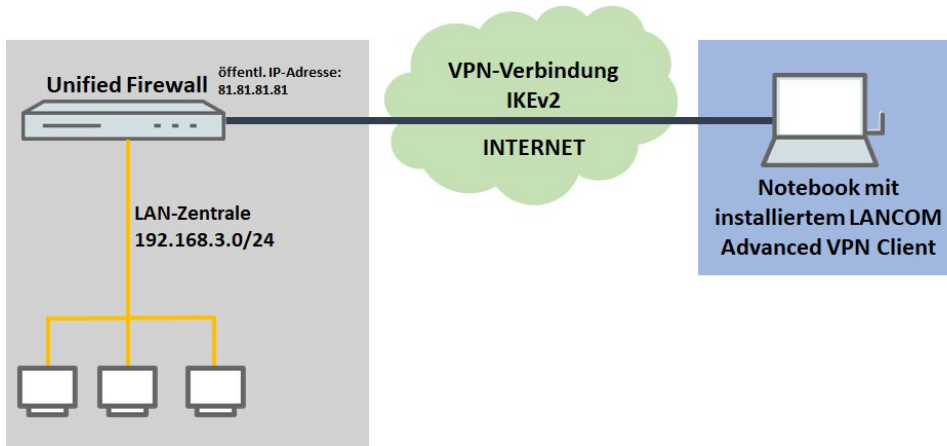 Unified Firewall
öffentl. IP-Adresse:
81.81.81.81
VPN-Verbindung
IKEv2
INTERNET
LAN-Zentrale
192.168.3.0/24
Notebook mit
installiertem LANCOM
Advanced VPN Client